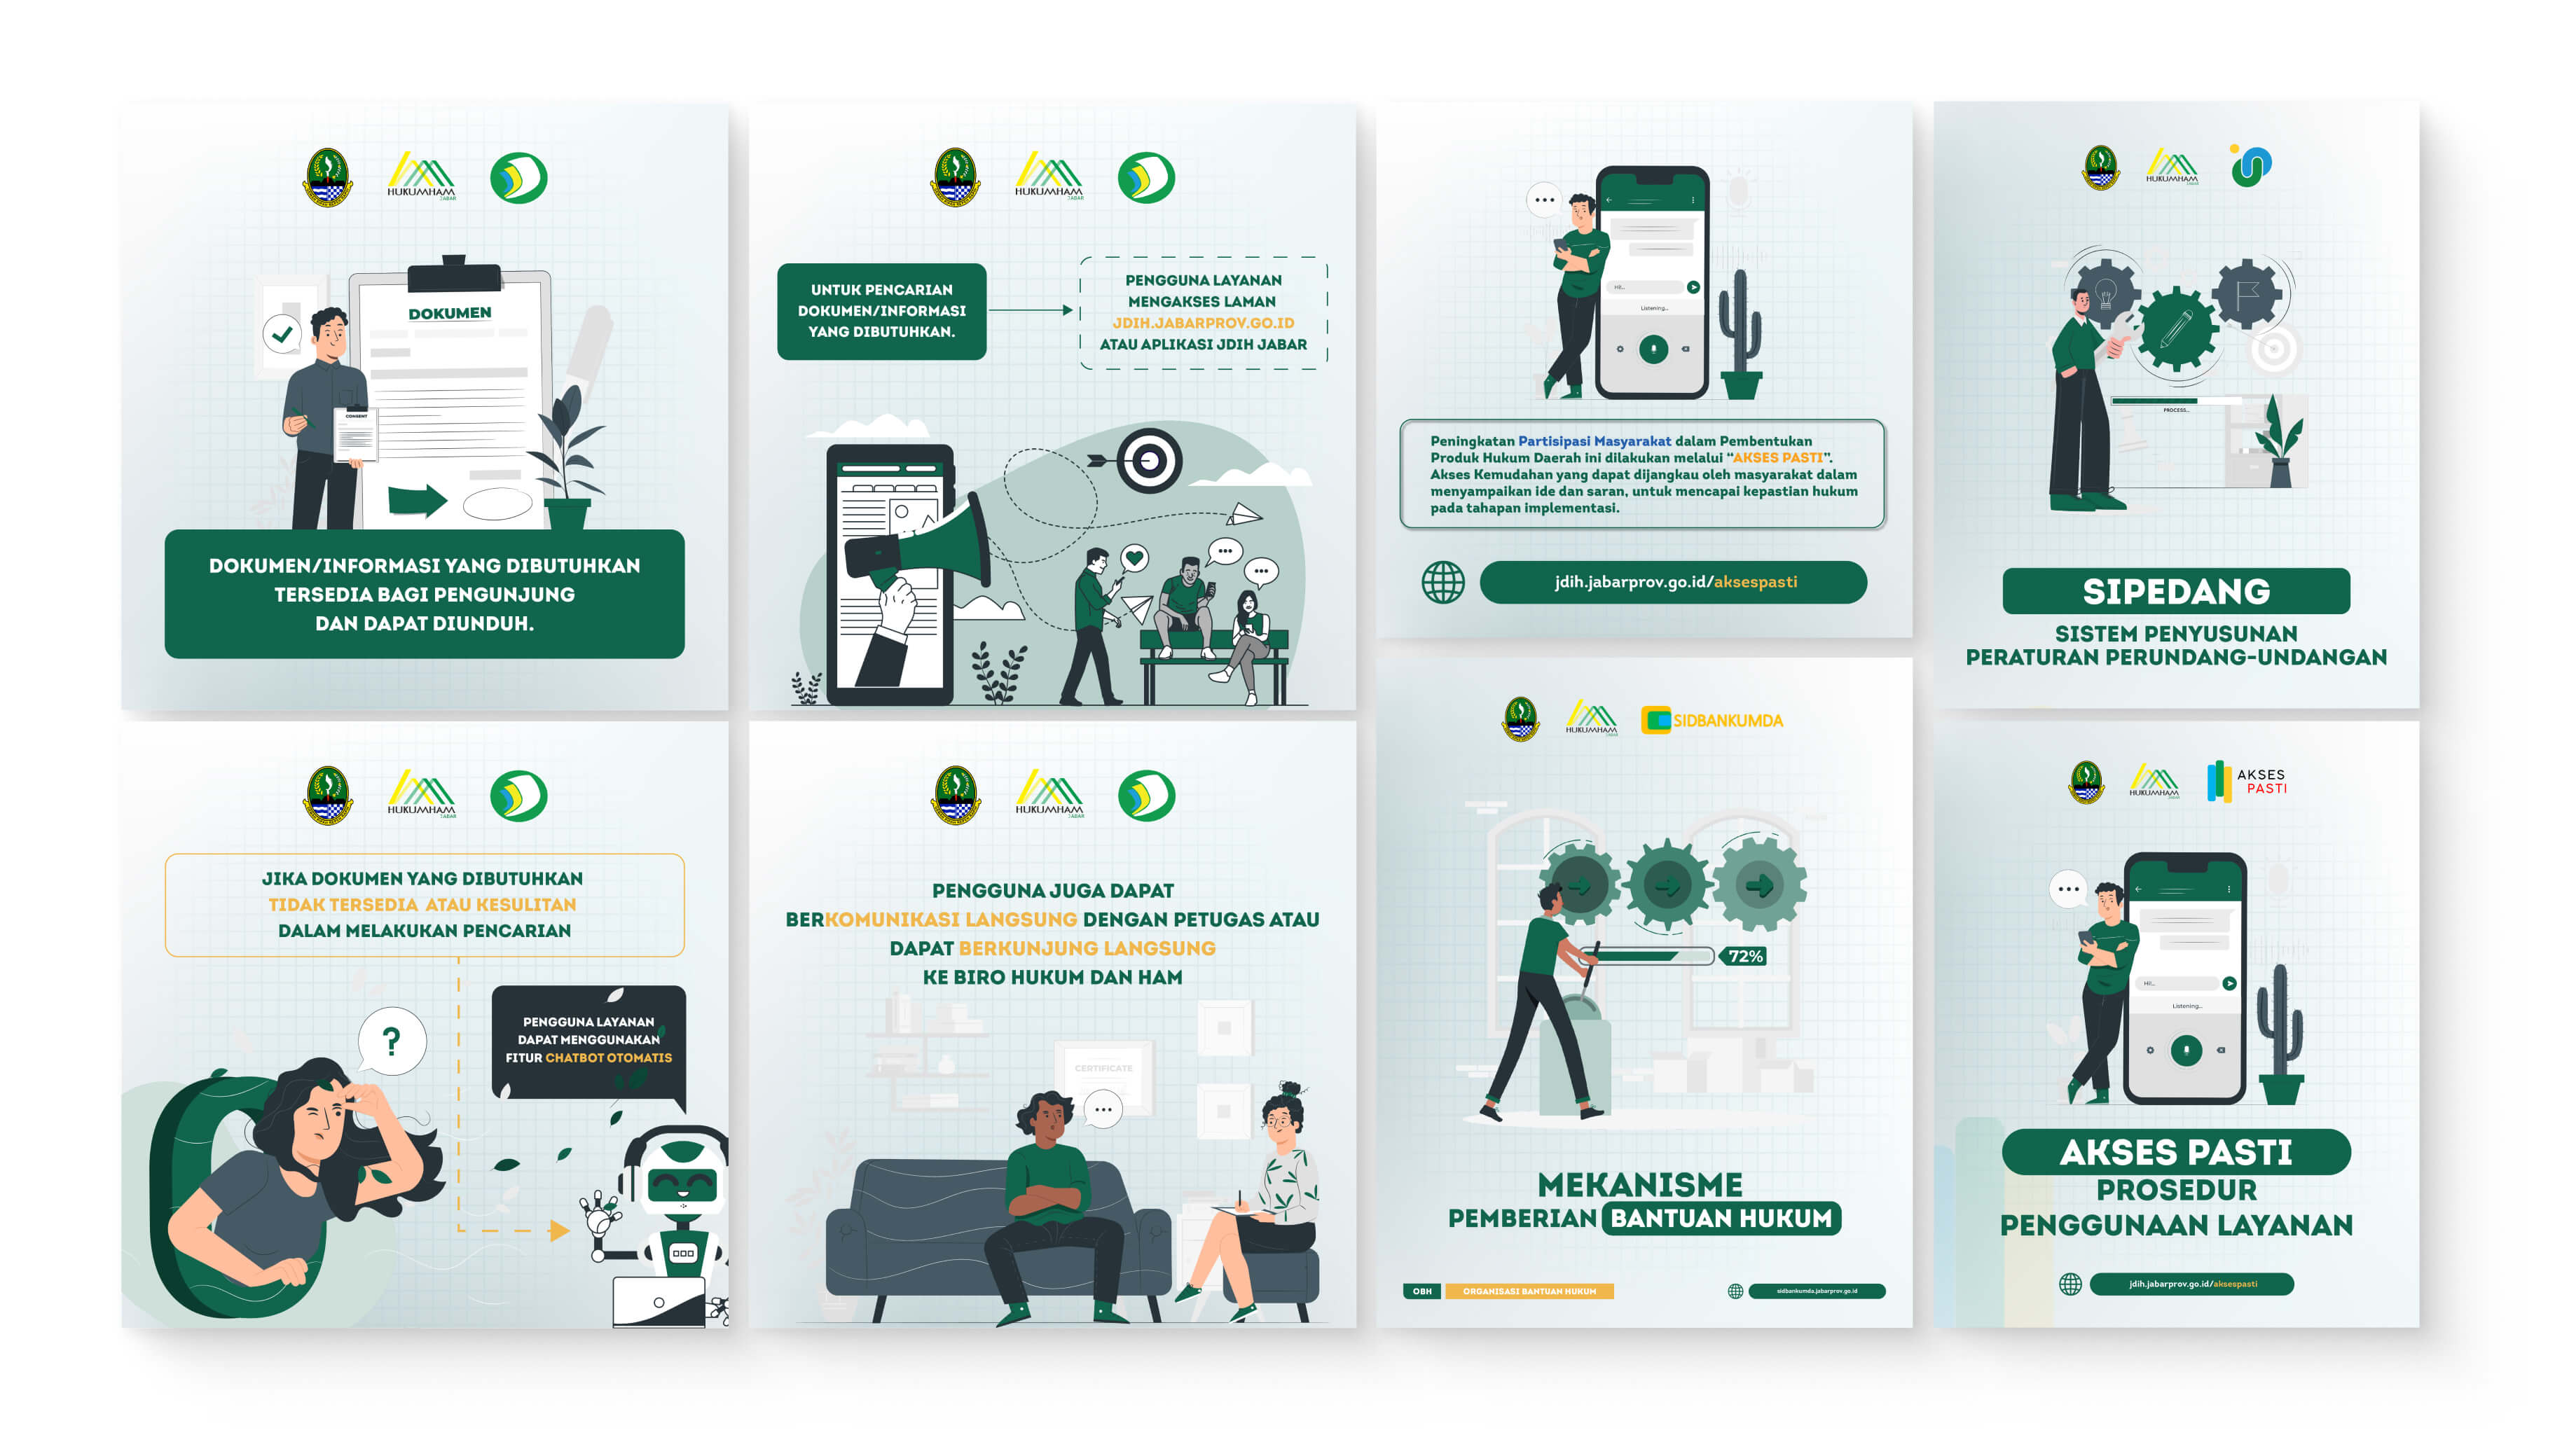 HUKUMHAM
JABAR
DOKUMEN
CONSENT
DOKUMEN/INFORMASI YANG DIBUTUHKAN
TERSEDIA BAGI PENGUNJUNG
DAN DAPAT DIUNDUH.
HUKUMHAM
JABAR
UNTUK PENCARIAN
DOKUMEN/INFORMASI
YANG DIBUTUHKAN.
PENGGUNA LAYANAN
MENGAKSES LAMAN
JDIH.JABARPROV.GO.ID
ATAU APLIKASI JDIH JABAR
Hi!...
Listening...
Peningkatan Partisipasi Masyarakat dalam Pembentukan
Produk Hukum Daerah ini dilakukan melalui “AKSES PASTI”.
Akses Kemudahan yang dapat dijangkau oleh masyarakat dalam
menyampaikan ide dan saran, untuk mencapai kepastian hukum
pada tahapan implementasi.
jdih.jabarprov.go.id/aksespasti
HUKUMHAM
JABAR
PROCESS...
SIPEDANG
SISTEM PENYUSUNAN
PERATURAN PERUNDANG-UNDANGAN
HUKUMHAM
JABAR
JIKA DOKUMEN YANG DIBUTUHKAN
TIDAK TERSEDIA ATAU KESULITAN
DALAM MELAKUKAN PENCARIAN
?
PENGGUNA LAYANAN
DAPAT MENGGUNAKAN
FITUR CHATBOT OTOMATIS
HUKUMHAM
JABAR
PENGGUNA JUGA DAPAT
BERKOMUNIKASI LANGSUNG DENGAN PETUGAS ATAU
DAPAT BERKUNJUNG LANGSUNG
KE BIRO HUKUM DAN HAM
CERTIFICATE
HUKUMHAM
JABAR
SIDBANKUMDA
72%
MEKANISME
PEMBERIAN BANTUAN HUKUM
OBH ORGANISASI BANTUAN HUKUM
sidbankumda.jabarprov.go.id
HUKUMHAM
JABAR
AKSES
PASTI
Hi!...
Listening...
AKSES PASTI
PROSEDUR
PENGGUNAAN LAYANAN
jdih.jabarprov.go.id/aksespasti